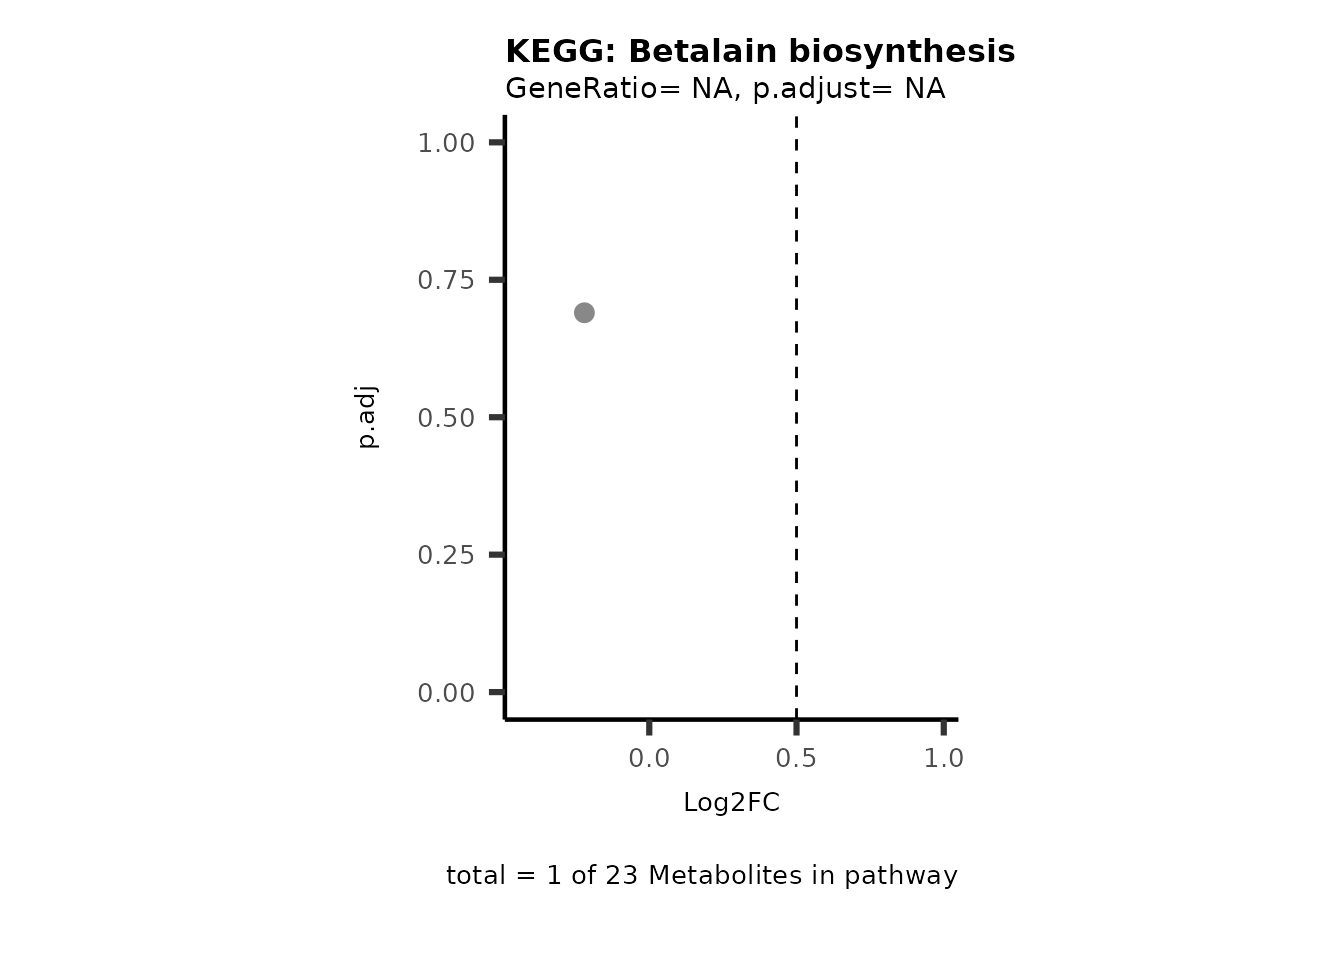 KEGG: Betalain biosynthesis
GeneRatio= NA, p.adjust= NA
1.00
0.75
0.50
0.25
0.00
p.adj
0.0 0.5 1.0
Log2FC
total = 1 of 23 Metabolites in pathway